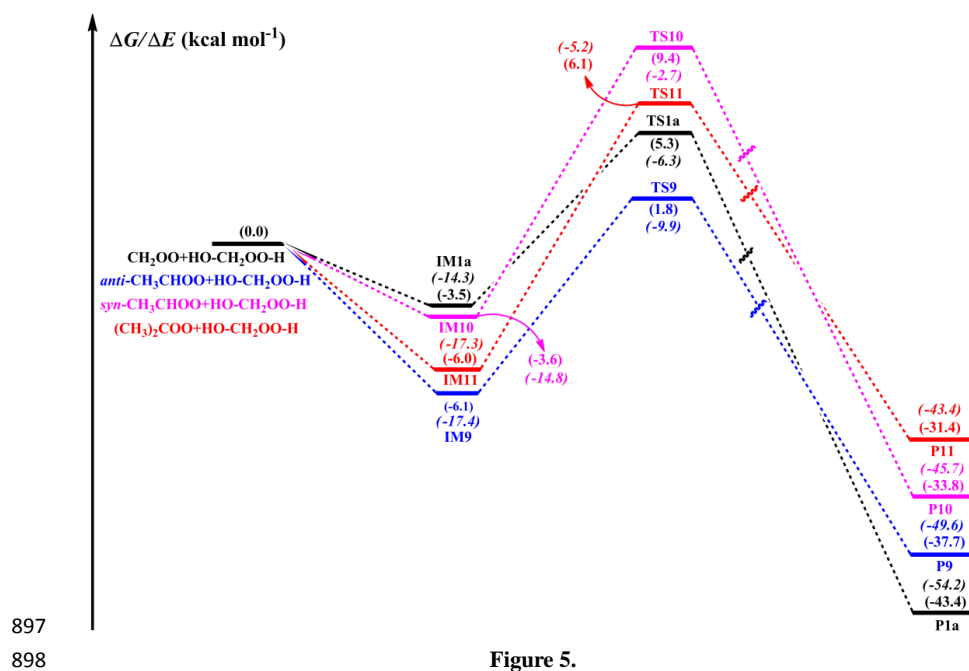 ΔG/ΔE (kcal mol⁻¹)
(-5.2)
(6.1)
TS10
(9.4)
(-2.7)
TS11
TS1a
(5.3)
(-6.3)
TS9
(1.8)
(-9.9)
(0.0)
CH₂OO+HO-CH₂OO-H
anti-CH₃CHOO+HO-CH₂OO-H
syn-CH₃CHOO+HO-CH₂OO-H
(CH₃)₂COO+HO-CH₂OO-H
IM1a
(-14.3)
(-3.5)
IM10
(-17.3)
(-6.0)
IM11
(-3.6)
(-14.8)
(-6.1)
(-17.4)
IM9
(-43.4)
(-31.4)
P11
(-45.7)
(-33.8)
P10
(-49.6)
(-37.7)
P9
(-54.2)
(-43.4)
P1a
897
898 Figure 5.